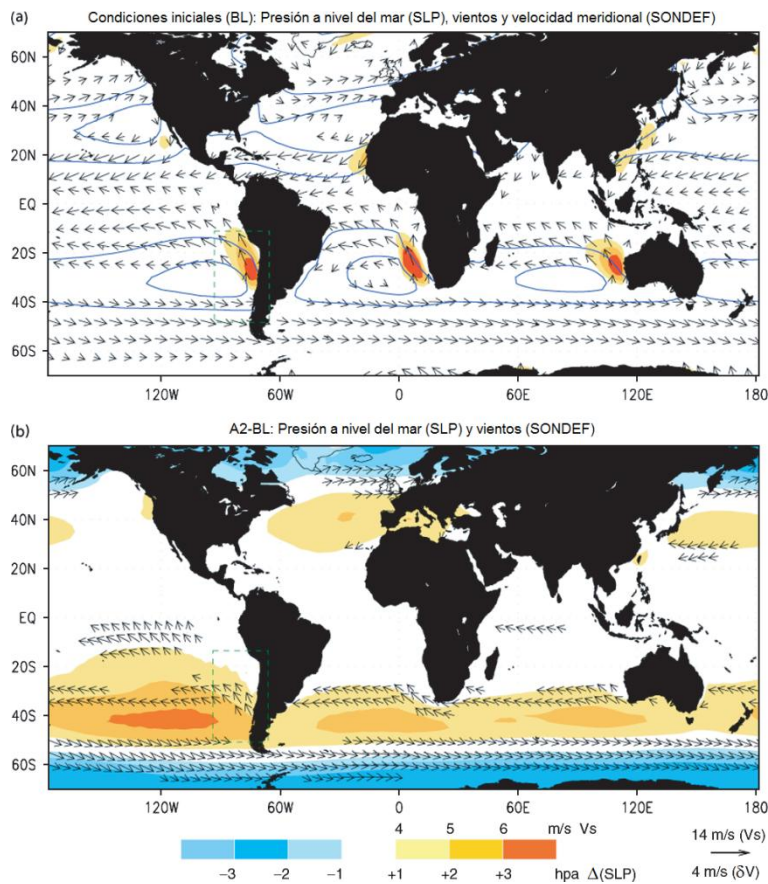 (a)
Condiciones iniciales (BL): Presión a nivel del mar (SLP), vientos y velocidad meridional (SONDEF)
60N
40N
20N
EQ
20S
40S
60S
120W 60W 0 60E 120E 180
(b)
A2-BL: Presión a nivel del mar (SLP) y vientos (SONDEF)
60N
40N
20N
EQ
20S
40S
60S
120W 60W 0 60E 120E 180
4 5 6 m/s Vs
−3 −2 −1 +1 +2 +3 hpa Δ(SLP)
14 m/s (Vs)
4 m/s (δV)